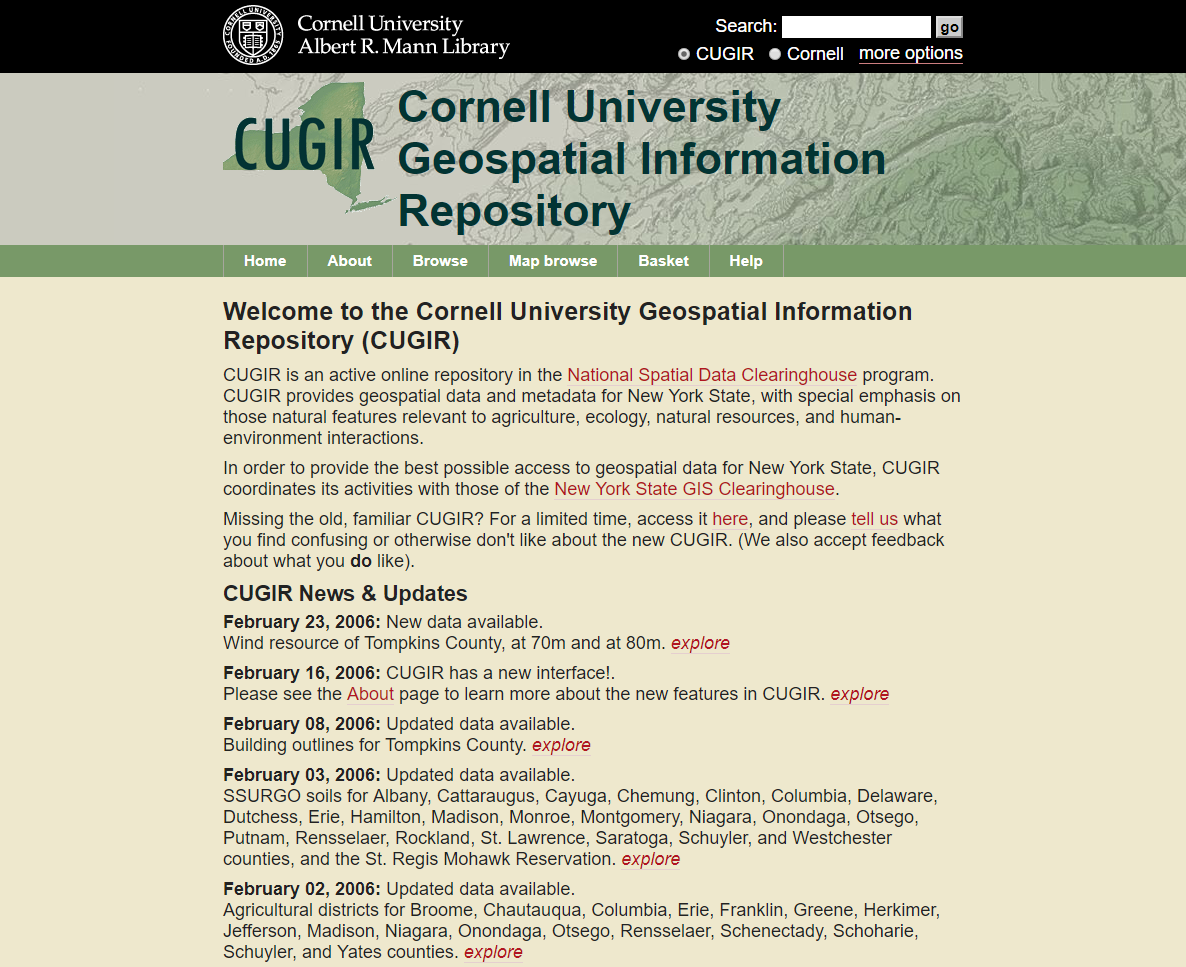 Cornell University
Albert R. Mann Library
Search:
go
CUGIR
Cornell
more options
CUGIR
Cornell University
Geospatial Information
Repository
Home
About
Browse
Map browse
Basket
Help
Welcome to the Cornell University Geospatial Information
Repository (CUGIR)
CUGIR is an active online repository in the National Spatial Data Clearinghouse program.
CUGIR provides geospatial data and metadata for New York State, with special emphasis on
those natural features relevant to agriculture, ecology, natural resources, and human-
environment interactions.
In order to provide the best possible access to geospatial data for New York State, CUGIR
coordinates its activities with those of the New York State GIS Clearinghouse.
Missing the old, familiar CUGIR? For a limited time, access it here, and please tell us what
you find confusing or otherwise don't like about the new CUGIR. (We also accept feedback
about what you do like).
CUGIR News & Updates
February 23, 2006: New data available.
Wind resource of Tompkins County, at 70m and at 80m. explore
February 16, 2006: CUGIR has a new interface!.
Please see the About page to learn more about the new features in CUGIR. explore
February 08, 2006: Updated data available.
Building outlines for Tompkins County. explore
February 03, 2006: Updated data available.
SSURGO soils for Albany, Cattaraugus, Cayuga, Chemung, Clinton, Columbia, Delaware,
Dutchess, Erie, Hamilton, Madison, Monroe, Montgomery, Niagara, Onondaga, Otsego,
Putnam, Rensselaer, Rockland, St. Lawrence, Saratoga, Schuyler, and Westchester
counties, and the St. Regis Mohawk Reservation. explore
February 02, 2006: Updated data available.
Agricultural districts for Broome, Chautauqua, Columbia, Erie, Franklin, Greene, Herkimer,
Jefferson, Madison, Niagara, Onondaga, Otsego, Rensselaer, Schenectady, Schoharie,
Schuyler, and Yates counties. explore